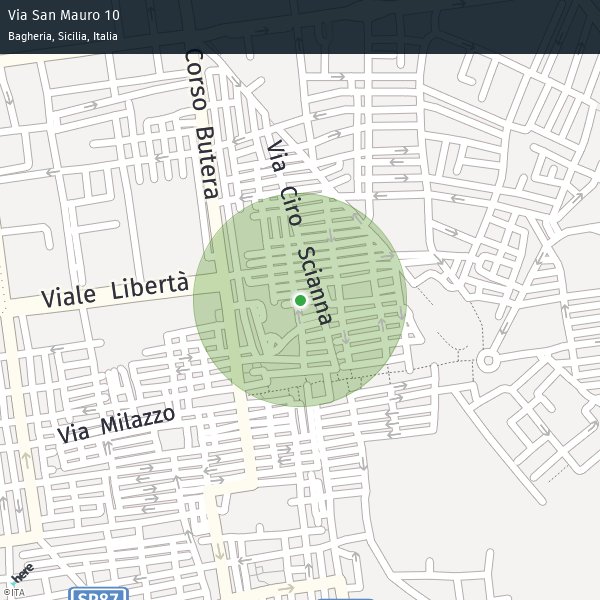 Via San Mauro 10
Bagheria, Sicilia, Italia
Corso Butera
Via Ciro Scianna
Viale Libertà
Via Milazzo
here
©ITA
SP87